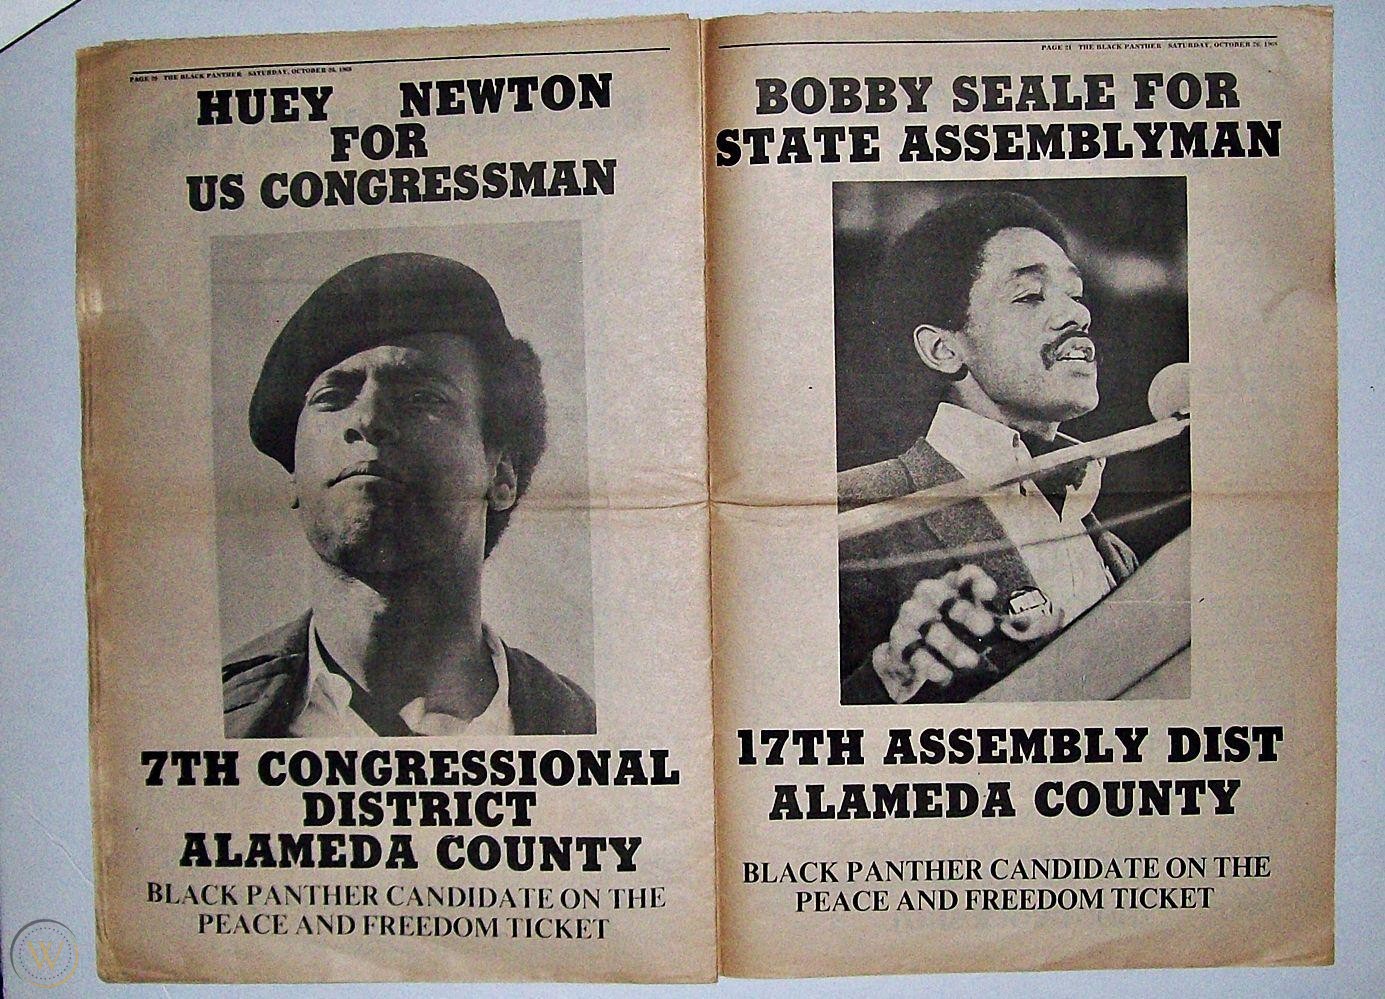 PAGE 20 THE BLACK PANTHER SATURDAY, OCTOBER 26, 1968
HUEY NEWTON
FOR
US CONGRESSMAN
7TH CONGRESSIONAL
DISTRICT
ALAMEDA COUNTY
BLACK PANTHER CANDIDATE ON THE
PEACE AND FREEDOM TICKET
PAGE 21 THE BLACK PANTHER SATURDAY, OCTOBER 26, 1968
BOBBY SEALE FOR
STATE ASSEMBLYMAN
17TH ASSEMBLY DIST
ALAMEDA COUNTY
BLACK PANTHER CANDIDATE ON THE
PEACE AND FREEDOM TICKET
W